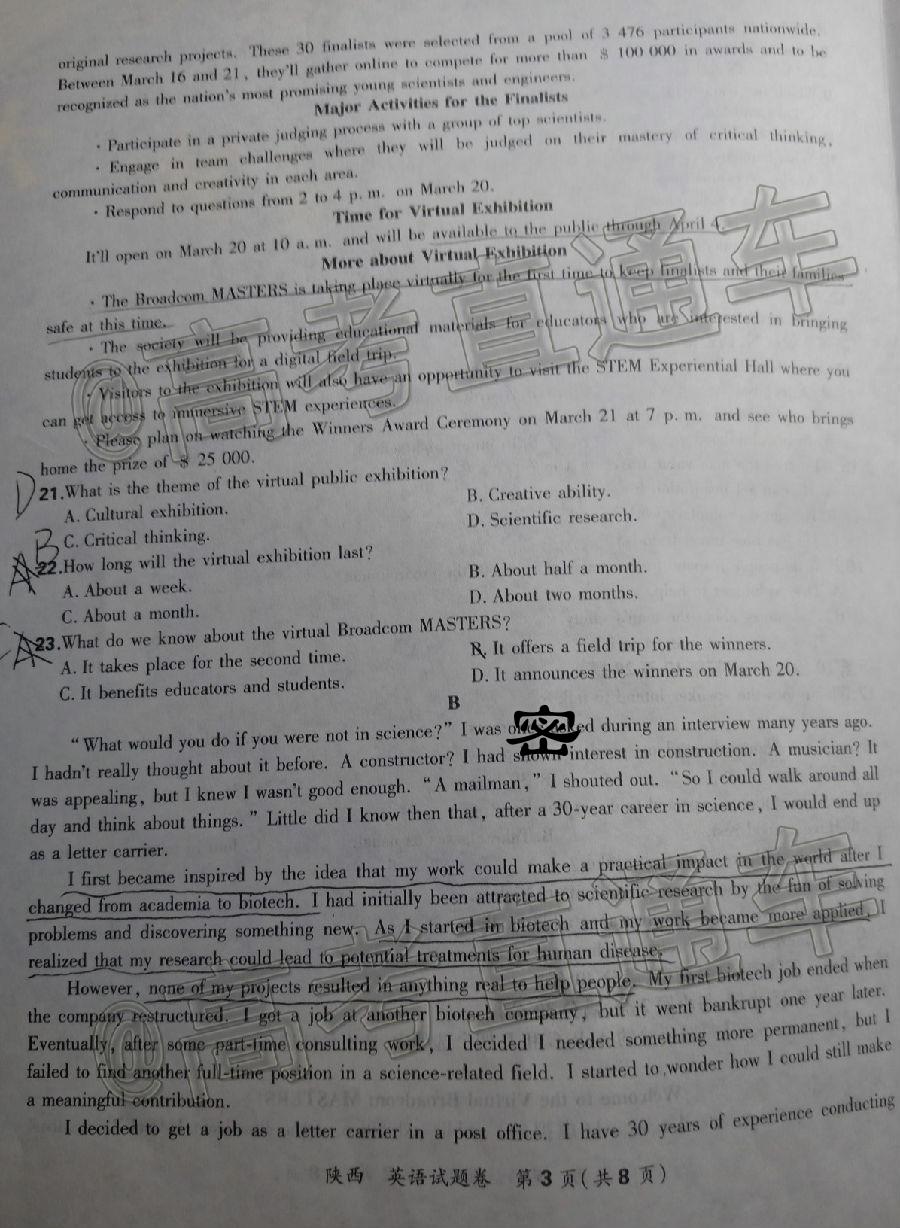 original research projects. These 30 finalists were selected from a pool of 3 476 participants nationwide.
Between March 16 and 21, they'll gather online to compete for more than $ 100 000 in awards and to be
recognized as the nation's most promising young scientists and engineers.
Major Activities for the Finalists
· Participate in a private judging process with a group of top scientists.
· Engage in team challenges where they will be judged on their mastery of critical thinking,
communication and creativity in each area.
· Respond to questions from 2 to 4 p. m. on March 20.
Time for Virtual Exhibition
It'll open on March 20 at 10 a. m. and will be available to the public through April 4.
More about Virtual Exhibition
· The Broadcom MASTERS is taking place virtually for the first time to keep finalists and their families
safe at this time.
· The society will be providing educational materials for educators who are interested in bringing
students to the exhibition for a digital field trip.
· Visitors to the exhibition will also have an opportunity to visit the STEM Experiential Hall where you
can get access to immersive STEM experiences.
· Please plan on watching the Winners Award Ceremony on March 21 at 7 p. m. and see who brings
home the prize of $ 25 000.
D 21.What is the theme of the virtual public exhibition?
A. Cultural exhibition. B. Creative ability.
C. Critical thinking. D. Scientific research.
B
A 22.How long will the virtual exhibition last?
A. About a week. B. About half a month.
C. About a month. D. About two months.
A 23.What do we know about the virtual Broadcom MASTERS?
A. It takes place for the second time. B. It offers a field trip for the winners.
C. It benefits educators and students. D. It announces the winners on March 20.
B
"What would you do if you were not in science?" I was 密 during an interview many years ago.
I hadn't really thought about it before. A constructor? I had shown interest in construction. A musician? It
was appealing, but I knew I wasn't good enough. "A mailman," I shouted out. "So I could walk around all
day and think about things." Little did I know then that, after a 30-year career in science, I would end up
as a letter carrier.
I first became inspired by the idea that my work could make a practical impact in the world after I
changed from academia to biotech. I had initially been attracted to scientific research by the fun of solving
problems and discovering something new. As I started in biotech and my work became more applied, I
realized that my research could lead to potential treatments for human disease.
However, none of my projects resulted in anything real to help people. My first biotech job ended when
the company restructured. I got a job at another biotech company, but it went bankrupt one year later.
Eventually, after some part-time consulting work, I decided I needed something more permanent, but I
failed to find another full-time position in a science-related field. I started to wonder how I could still make
a meaningful contribution.
I decided to get a job as a letter carrier in a post office. I have 30 years of experience conducting
陕西 英语试题卷 第3页(共8页)
@高考直通车
@高考直通车